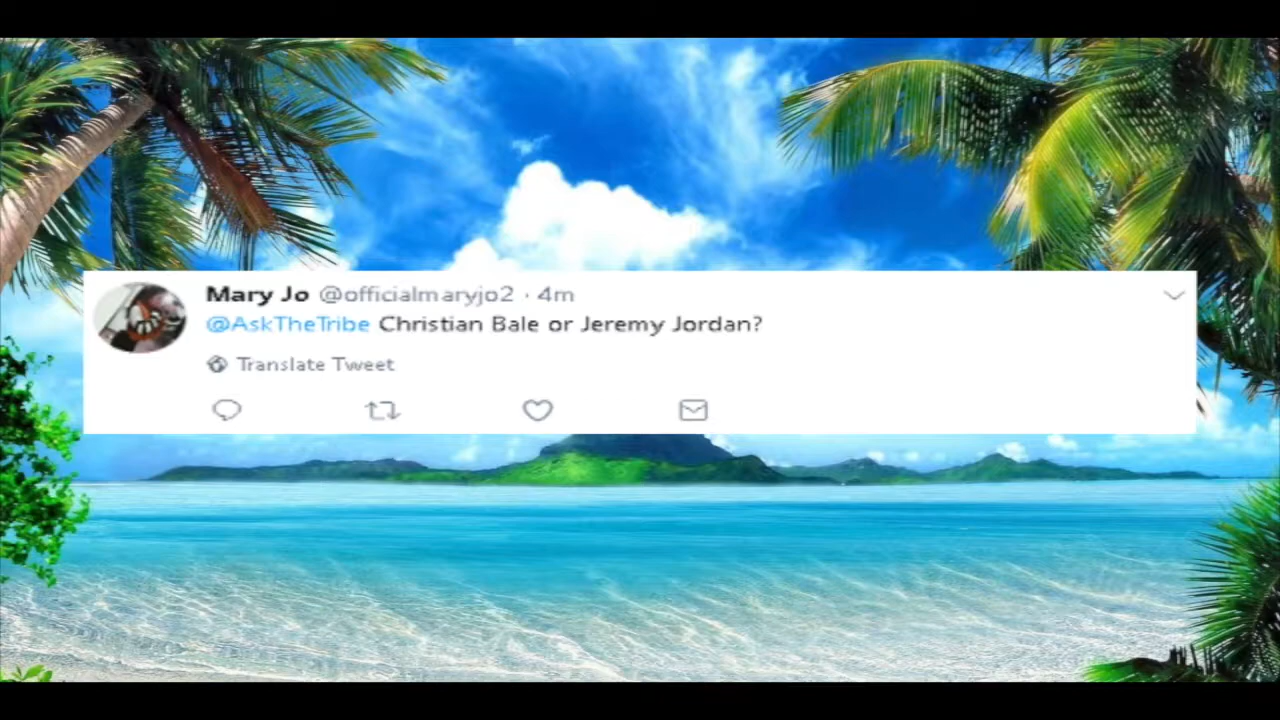 Mary Jo @officialmaryjo2 · 4m
@AskTheTribe Christian Bale or Jeremy Jordan?
Translate Tweet